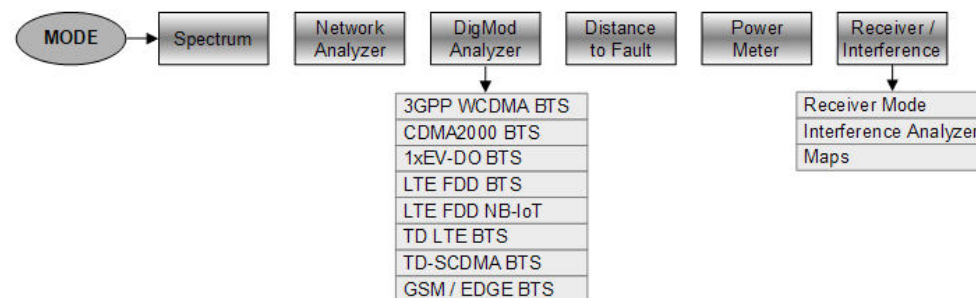 MODE
Spectrum
Network
Analyzer
DigMod
Analyzer
Distance
to Fault
Power
Meter
Receiver /
Interference
3GPP WCDMA BTS
CDMA2000 BTS
1xEV-DO BTS
LTE FDD BTS
LTE FDD NB-IoT
TD LTE BTS
TD-SCDMA BTS
GSM / EDGE BTS
Receiver Mode
Interference Analyzer
Maps